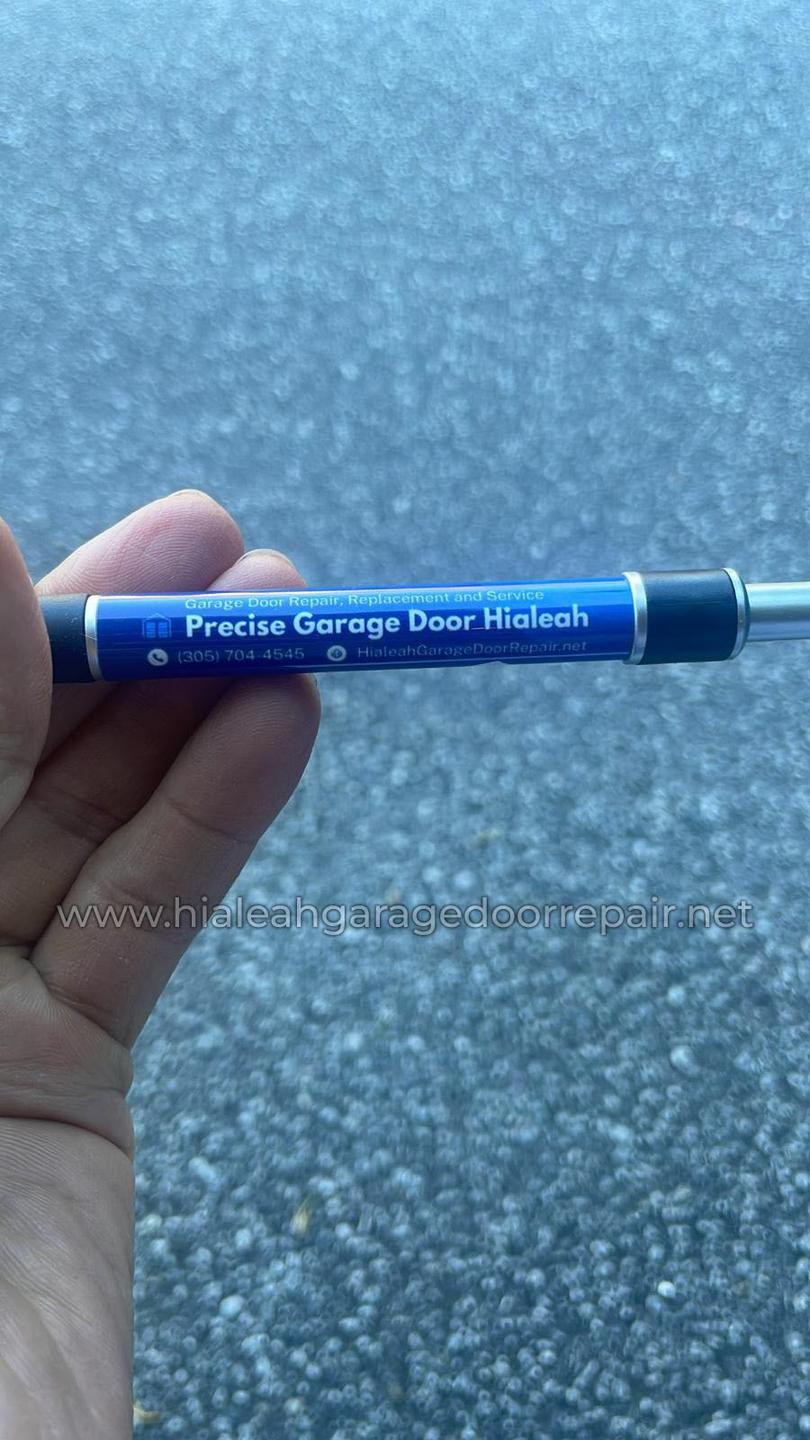 Garage Door Repair, Replacement and Service
Precise Garage Door Hialeah
(305) 704-4545 HialeahGarageDoorRepair.net
www.hialeahgaragedoorrepair.net